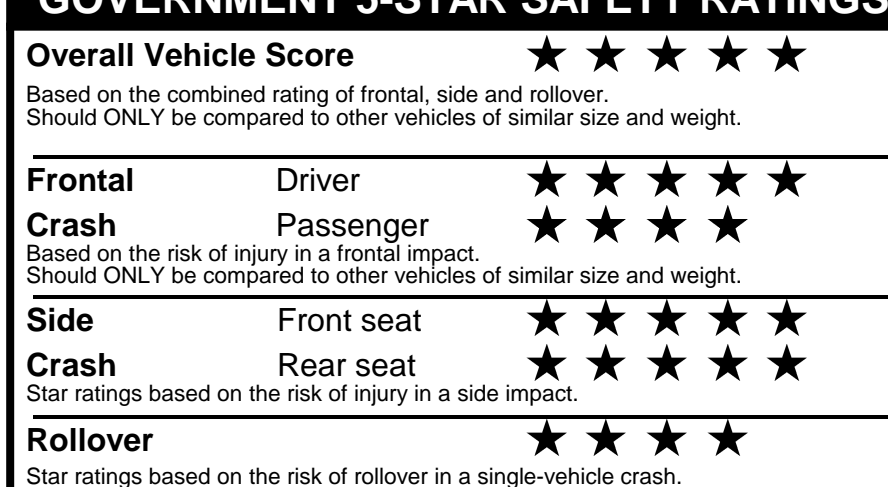 GOVERNMENT 5-STAR SAFETY RATINGS
Overall Vehicle Score ★ ★ ★ ★ ★
Based on the combined rating of frontal, side and rollover.
Should ONLY be compared to other vehicles of similar size and weight.
Frontal Driver ★ ★ ★ ★ ★
Crash Passenger ★ ★ ★ ★
Based on the risk of injury in a frontal impact.
Should ONLY be compared to other vehicles of similar size and weight.
Side Front seat ★ ★ ★ ★ ★
Crash Rear seat ★ ★ ★ ★ ★
Star ratings based on the risk of injury in a side impact.
Rollover ★ ★ ★ ★
Star ratings based on the risk of rollover in a single-vehicle crash.